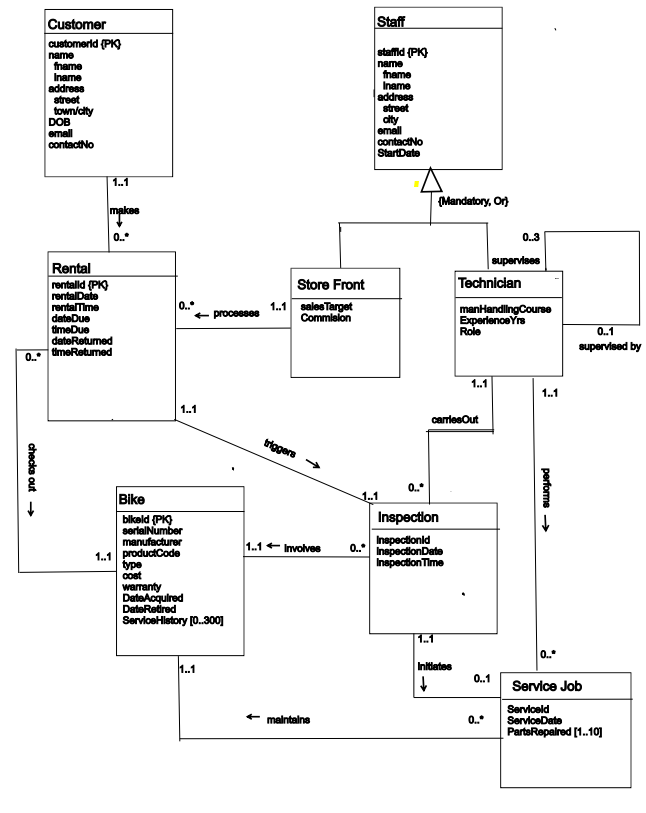 Customer
customerId {PK}
name
fname
lname
address
street
town/city
DOB
email
contactNo
Staff
staffId {PK}
name
fname
lname
address
street
city
email
contactNo
StartDate
1..1
makes
0..*
{Mandatory, Or}
Rental
rentalId {PK}
rentalDate
rentalTime
dateDue
timeDue
dateReturned
timeReturned
0..*
processes
1..1
Store Front
salesTarget
Commision
supervises
0..3
Technician
manHandlingCourse
ExperienceYrs
Role
0..1
supervised by
0..*
checks out
1..1
1..1
triggers
1..1
1..1
carriesOut
0..*
1..1
performs
0..*
Bike
bikeId {PK}
serialNumber
manufacturer
productCode
type
cost
warranty
DateAcquired
DateRetired
ServiceHistory [0..300]
1..1
involves
0..*
Inspection
InspectionId
InspectionDate
InspectionTime
1..1
Initiates
0..1
1..1
maintains
0..*
Service Job
ServiceId
ServiceDate
PartsRepaired [1..10]